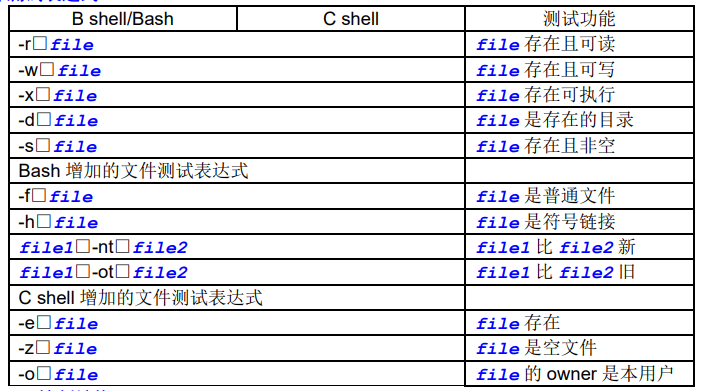 B shell/Bash C shell 测试功能
-r□file file 存在且可读
-w□file file 存在且可写
-x□file file 存在可执行
-d□file file 是存在的目录
-s□file file 存在且非空
Bash 增加的文件测试表达式
-f□file file 是普通文件
-h□file file 是符号链接
file1□-nt□file2 file1 比 file2 新
file1□-ot□file2 file1 比 file2 旧
C shell 增加的文件测试表达式
-e□file file 存在
-z□file file 是空文件
-o□file file 的 owner 是本用户